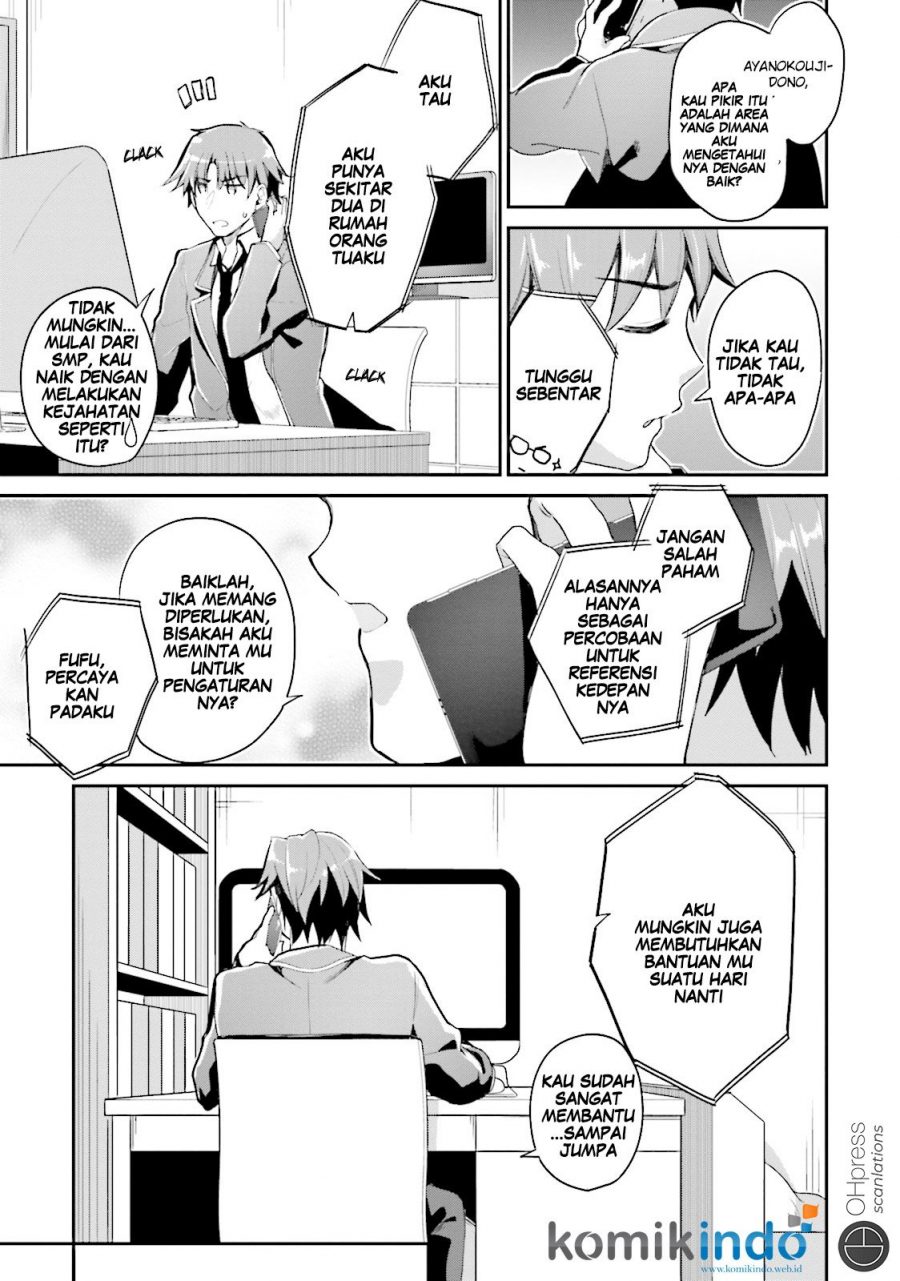 AYANOKOUJI-
DONO,
APA
KAU PIKIR ITU
ADALAH AREA
YANG DIMANA
AKU
MENGETAHUI
NYA DENGAN
BAIK?
JIKA KAU
TIDAK TAU,
TIDAK
APA-APA
TUNGGU
SEBENTAR
AKU
TAU
AKU
PUNYA
SEKITAR
DUA DI
RUMAH
ORANG
TUAKU
CLACK
CLACK
TIDAK
MUNGKIN...
MULAI DARI
SMP, KAU
NAIK DENGAN
MELAKUKAN
KEJAHATAN
SEPERTI
ITU?
JANGAN
SALAH
PAHAM
ALASANNYA
HANYA
SEBAGAI
PERCOBAAN
UNTUK
REFERENSI
KEDEPAN
NYA
BAIKLAH,
JIKA MEMANG
DIPERLUKAN,
BISAKAH AKU
MEMINTA MU
UNTUK
PENGATURAN
NYA?
FUFU,
PERCAYA
KAN
PADAKU
AKU
MUNGKIN JUGA
MEMBUTUHKAN
BANTUAN MU
SUATU HARI
NANTI
KAU SUDAH
SANGAT
MEMBANTU
...SAMPAI
JUMPA
OHpress
scanlations
komikindo
www.komikindo.web.id